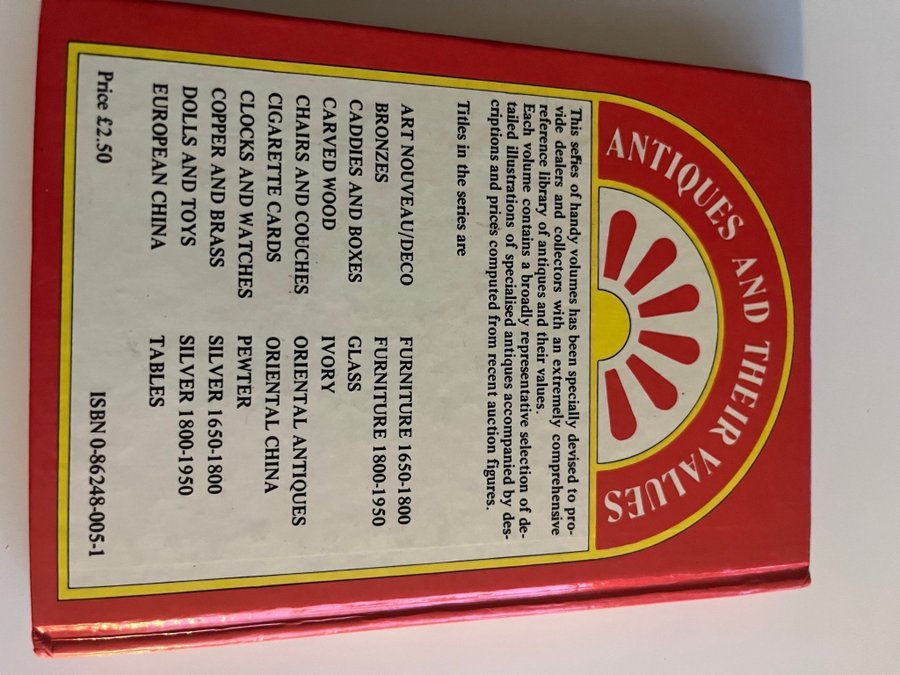 ANTIQUES AND THEIR VALUES
This series of handy volumes has been specially devised to pro-
vide dealers and collectors with an extremely comprehensive
reference library of antiques and their values.
Each volume contains a broadly representative selection of de-
tailed illustrations of specialised antiques accompanied by des-
criptions and prices computed from recent auction figures.
Titles in the series are
ART NOUVEAU/DECO
BRONZES
CADDIES AND BOXES
CARVED WOOD
CHAIRS AND COUCHES
CIGARETTE CARDS
CLOCKS AND WATCHES
COPPER AND BRASS
DOLLS AND TOYS
EUROPEAN CHINA
FURNITURE 1650-1800
FURNITURE 1800-1950
GLASS
IVORY
ORIENTAL ANTIQUES
ORIENTAL CHINA
PEWTER
SILVER 1650-1800
SILVER 1800-1950
TABLES
Price £2.50
ISBN 0-86248-005-1